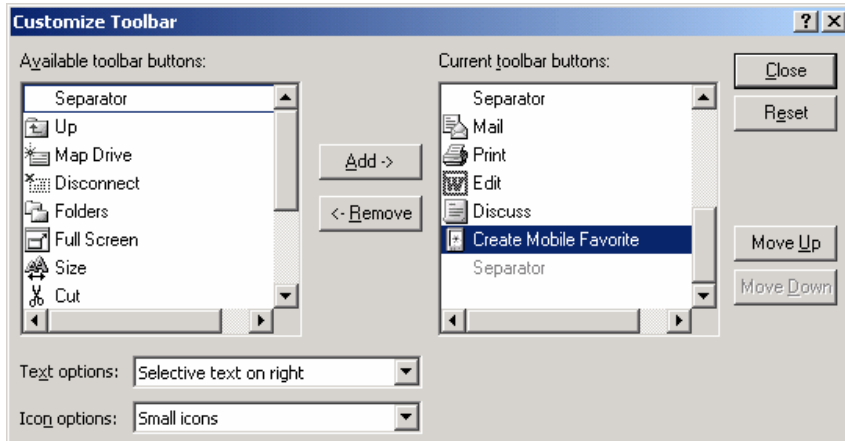 Customize Toolbar
Available toolbar buttons:
Separator
Up
Map Drive
Disconnect
Folders
Full Screen
Size
Cut
Add ->
<- Remove
Current toolbar buttons:
Separator
Mail
Print
Edit
Discuss
Create Mobile Favorite
Separator
Close
Reset
Move Up
Move Down
Text options: Selective text on right
Icon options: Small icons